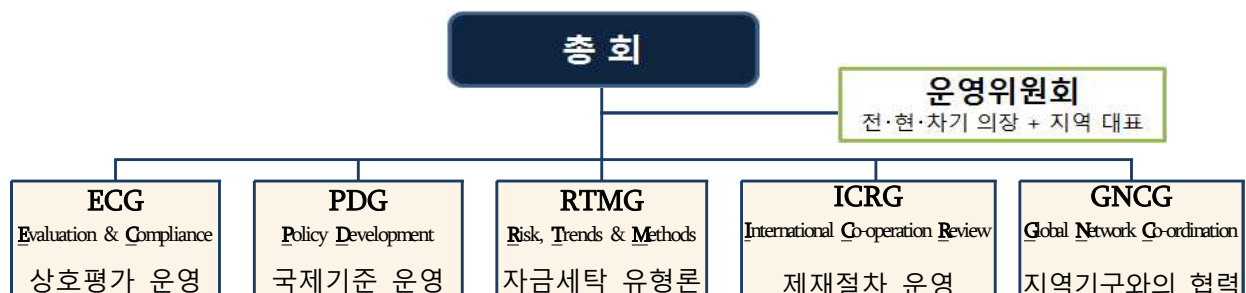 총 회
운영위원회
전·현·차기 의장 + 지역 대표
ECG
Evaluation & Compliance
상호평가 운영
PDG
Policy Development
국제기준 운영
RTMG
Risk, Trends & Methods
자금세탁 유형론
ICRG
International Co-operation Review
제재절차 운영
GNCG
Global Network Co-ordination
지역기구와의 협력